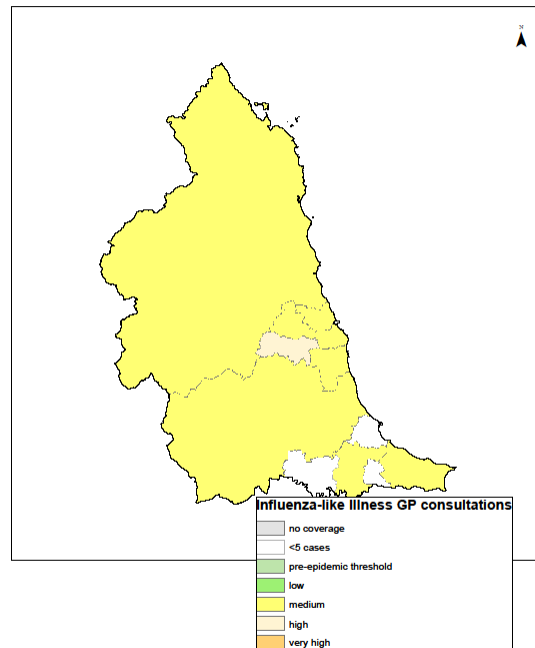 N
Influenza-like Illness GP consultations
no coverage
<5 cases
pre-epidemic threshold
low
medium
high
very high